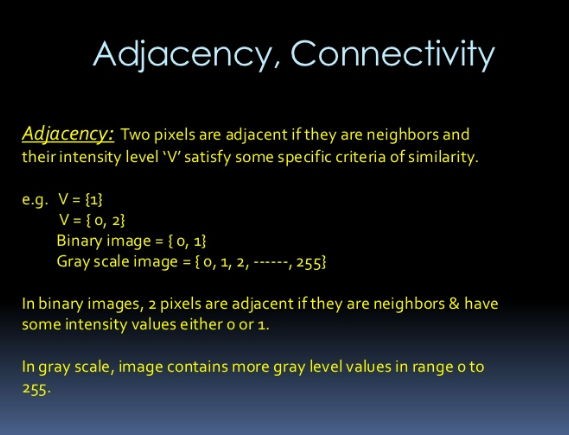 Adjacency, Connectivity
Adjacency: Two pixels are adjacent if they are neighbors and
their intensity level ‘V’ satisfy some specific criteria of similarity.
e.g. V = {1}
V = { 0, 2}
Binary image = { 0, 1}
Gray scale image = { 0, 1, 2, ------, 255}
In binary images, 2 pixels are adjacent if they are neighbors & have
some intensity values either 0 or 1.
In gray scale, image contains more gray level values in range 0 to
255.